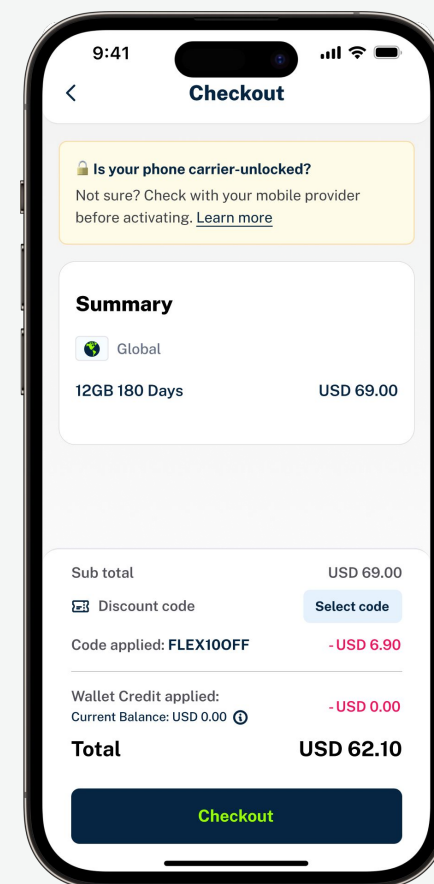 9:41
Checkout
🔒 Is your phone carrier-unlocked?
Not sure? Check with your mobile provider
before activating. Learn more
Summary
Global
12GB 180 Days USD 69.00
Sub total USD 69.00
Discount code Select code
Code applied: FLEX10OFF - USD 6.90
Wallet Credit applied:
Current Balance: USD 0.00 - USD 0.00
Total USD 62.10
Checkout